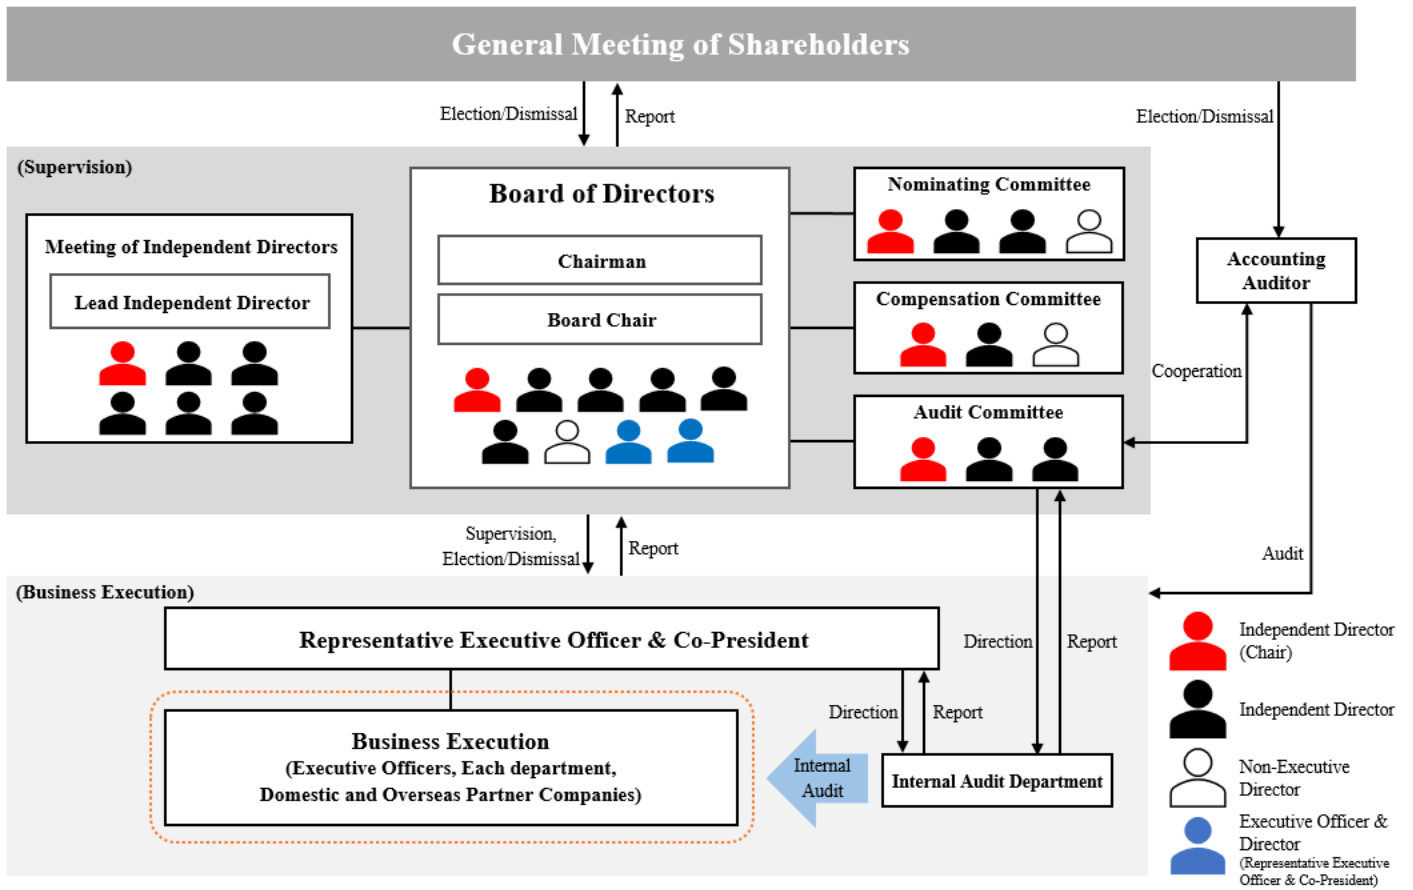 General Meeting of Shareholders
Election/Dismissal
Report
Election/Dismissal
(Supervision)
Meeting of Independent Directors
Lead Independent Director
Board of Directors
Chairman
Board Chair
Nominating Committee
Compensation Committee
Audit Committee
Accounting
Auditor
Cooperation
Audit
Supervision,
Election/Dismissal
Report
(Business Execution)
Representative Executive Officer & Co-President
Direction
Report
Direction
Report
Business Execution
(Executive Officers, Each department,
Domestic and Overseas Partner Companies)
Internal
Audit
Internal Audit Department
Independent Director
(Chair)
Independent Director
Non-Executive
Director
Executive Officer &
Director
(Representative Executive
Officer & Co-President)